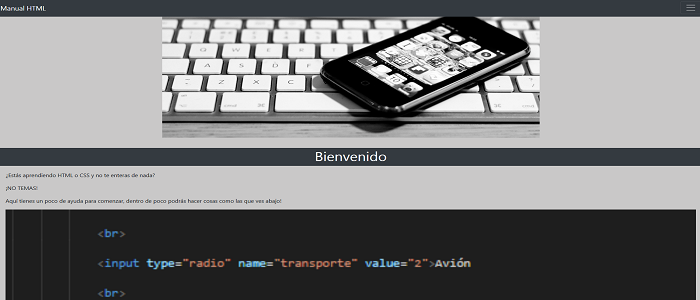 Manual HTML
Bienvenido
¿Estás aprendiendo HTML o CSS y no te enteras de nada?
¡NO TEMAS!
Aquí tienes un poco de ayuda para comenzar, dentro de poco podrás hacer cosas como las que ves abajo!
<br>
<input type="radio" name="transporte" value="2">Avión
<br>